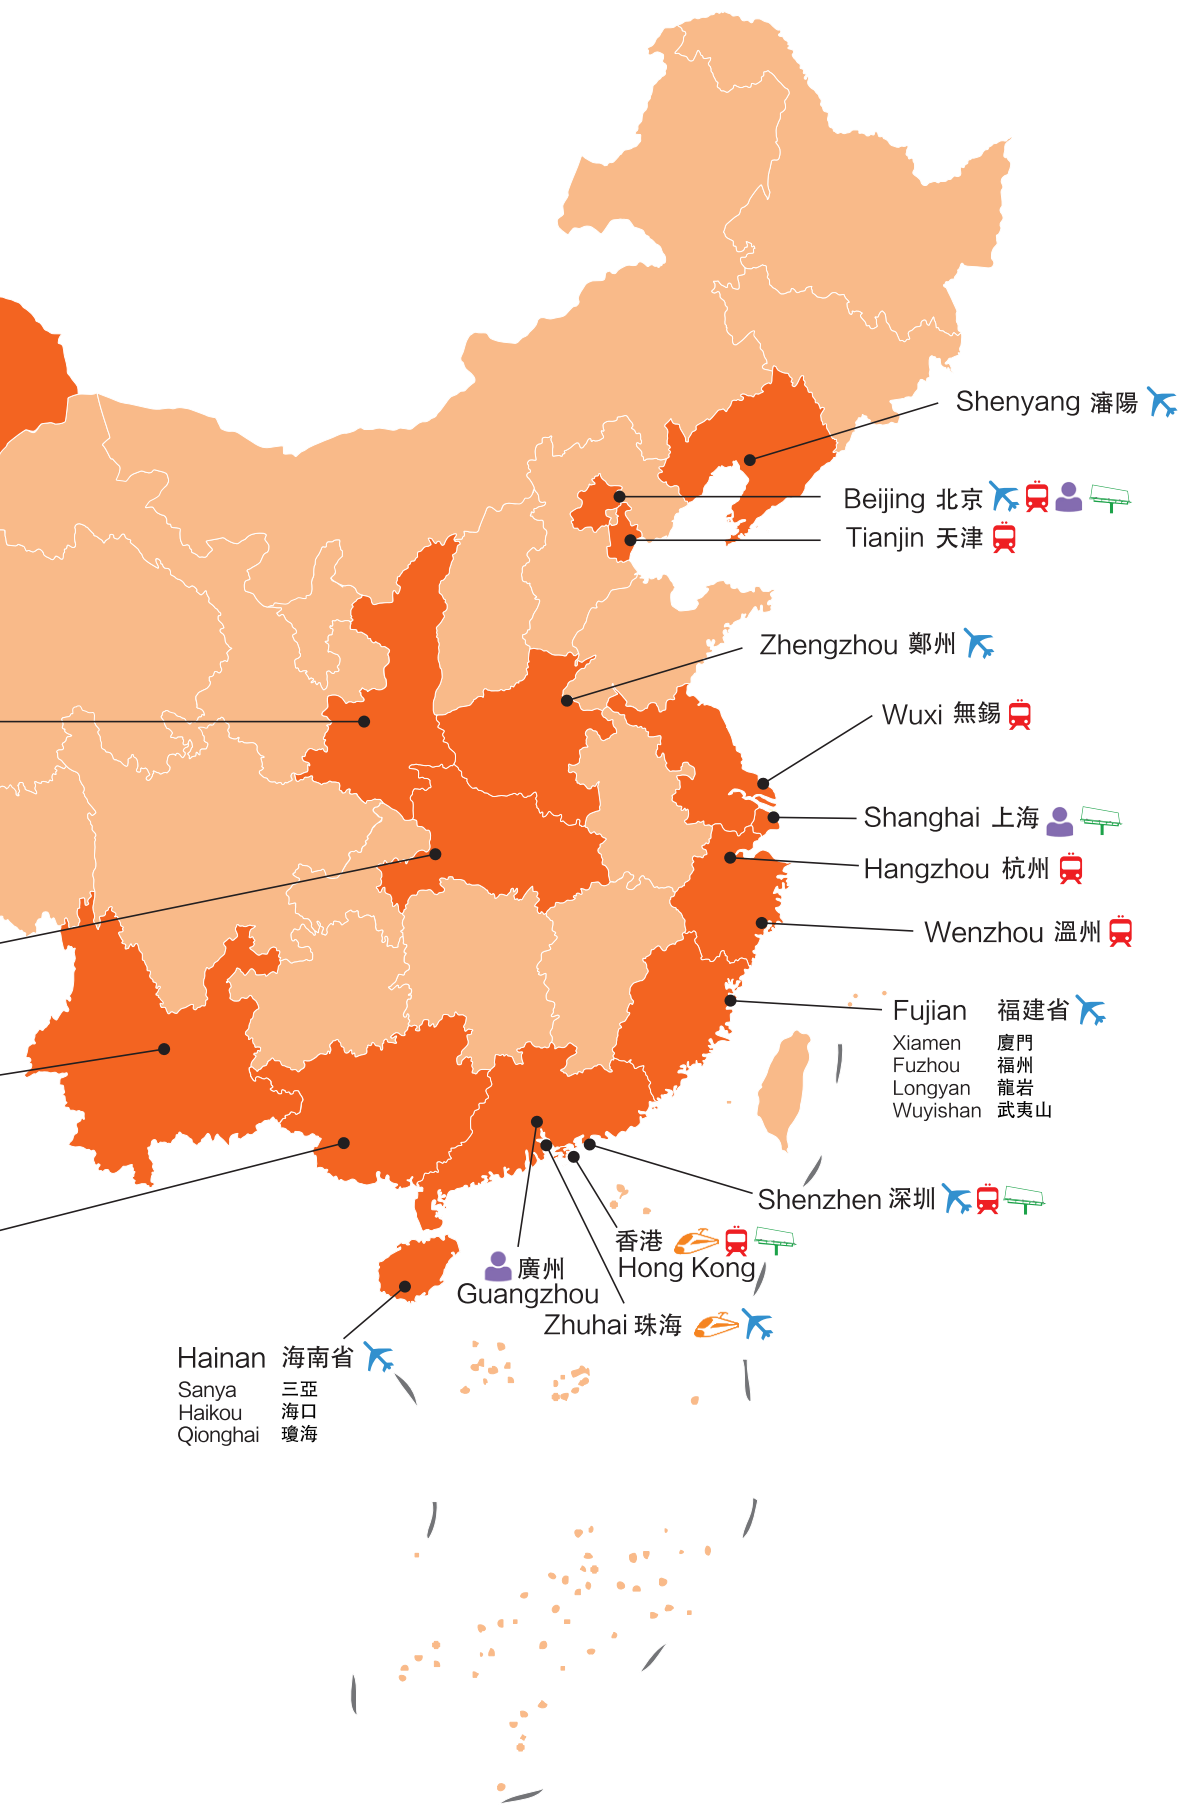 Shenyang 瀋陽
Beijing 北京
Tianjin 天津
Zhengzhou 鄭州
Wuxi 無錫
Shanghai 上海
Hangzhou 杭州
Wenzhou 溫州
Fujian 福建省
Xiamen 廈門
Fuzhou 福州
Longyan 龍岩
Wuyishan 武夷山
Shenzhen 深圳
香港
Hong Kong
廣州
Guangzhou
Zhuhai 珠海
Hainan 海南省
Sanya 三亞
Haikou 海口
Qionghai 瓊海